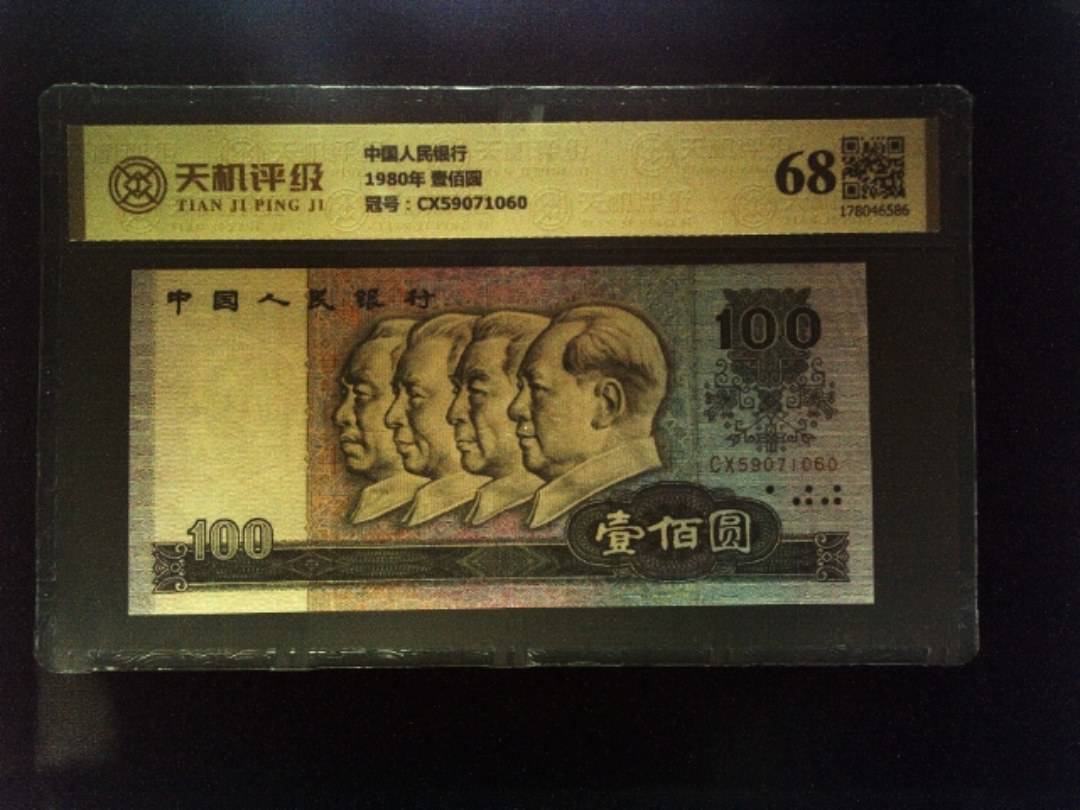 天机评级
TIAN JI PING JI
中国人民银行
1980年 壹佰圆
冠号：CX59071060
68
178046586
中国人民银行
100
CX59071060
100
壹佰圆